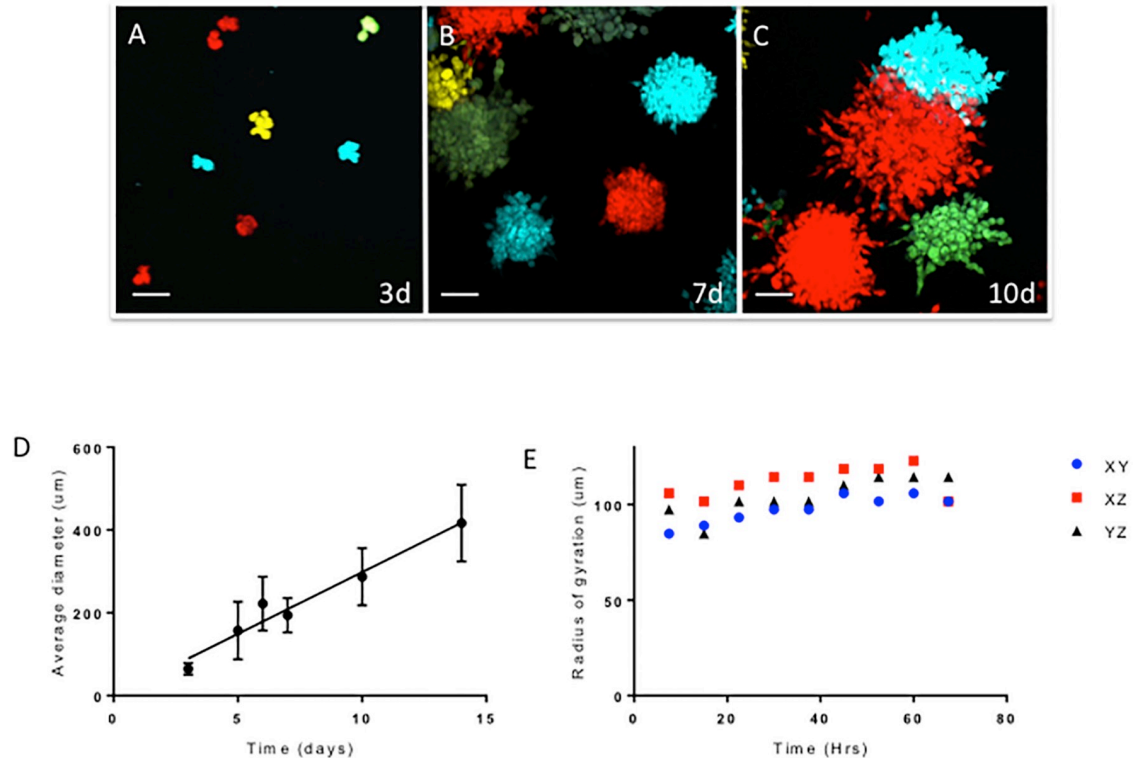 A
B
C
3d
7d
10d
D
Average diameter (um)
600
400
200
0
0 5 10 15
Time (days)
E
Radius of gyration (um)
100
50
0
0 20 40 60 80
Time (Hrs)
XY
XZ
YZ